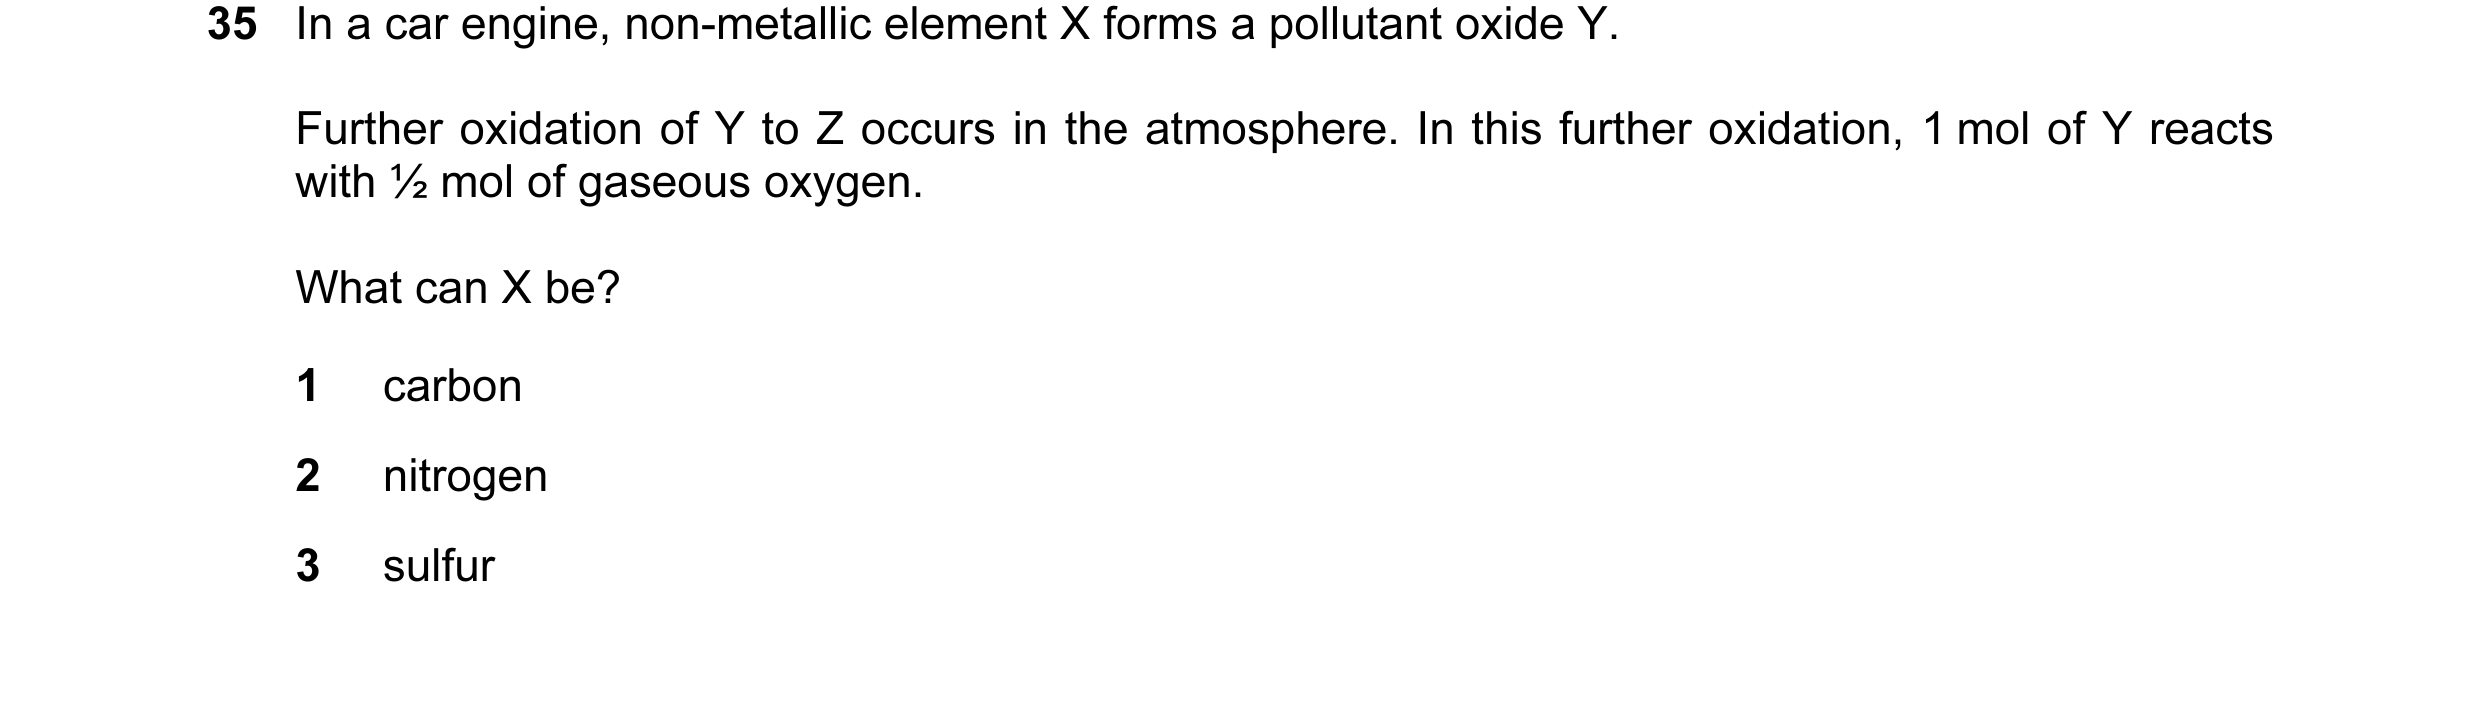 35 In a car engine, non-metallic element X forms a pollutant oxide Y.
Further oxidation of Y to Z occurs in the atmosphere. In this further oxidation, 1 mol of Y reacts
with ½ mol of gaseous oxygen.
What can X be?
1 carbon
2 nitrogen
3 sulfur